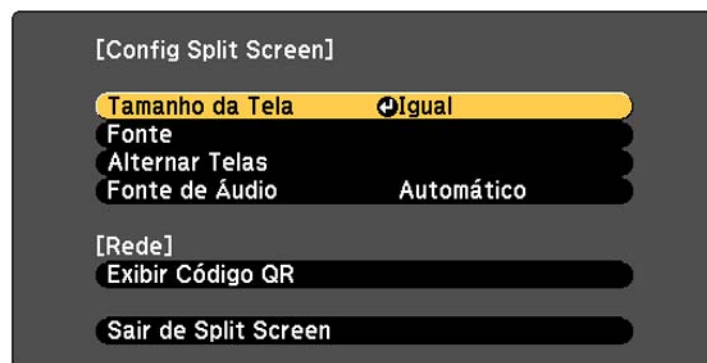 [Config Split Screen]
Tamanho da Tela Igual
Fonte
Alternar Telas
Fonte de Áudio Automático
[Rede]
Exibir Código QR
Sair de Split Screen